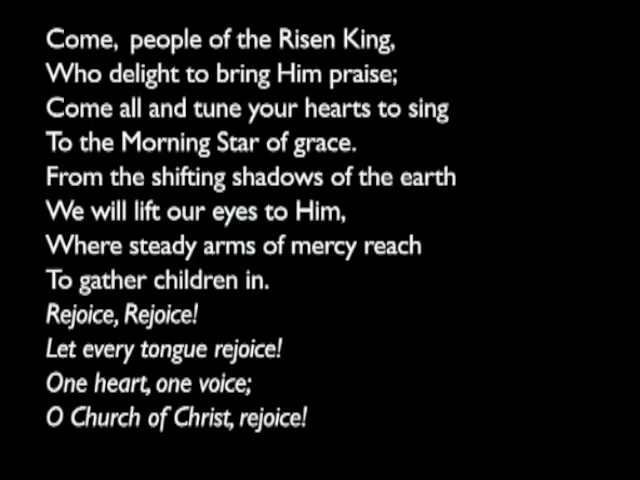 Come, people of the Risen King,
Who delight to bring Him praise;
Come all and tune your hearts to sing
To the Morning Star of grace.
From the shifting shadows of the earth
We will lift our eyes to Him,
Where steady arms of mercy reach
To gather children in.
Rejoice, Rejoice!
Let every tongue rejoice!
One heart, one voice;
O Church of Christ, rejoice!